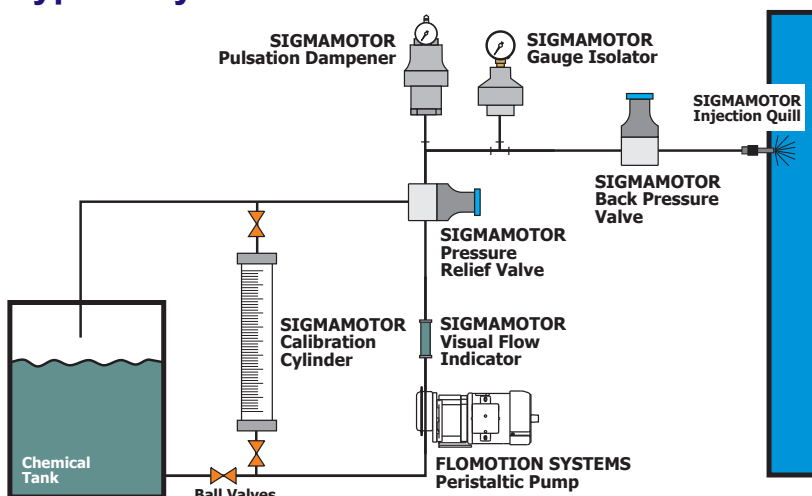 SIGMAMOTOR
Pulsation Dampener
SIGMAMOTOR
Gauge Isolator
SIGMAMOTOR
Injection Quill
SIGMAMOTOR
Back Pressure
Valve
SIGMAMOTOR
Pressure
Relief Valve
SIGMAMOTOR
Calibration
Cylinder
SIGMAMOTOR
Visual Flow
Indicator
Chemical
Tank
Ball Valves
FLOMOTION SYSTEMS
Peristaltic Pump